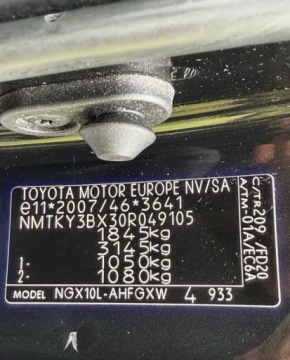 TOYOTA MOTOR EUROPE NV/SA
e11*2007/46*3641
NMTKY3BX30R049105
1845kg
3145kg
1- 1050kg
2- 1080kg
MODEL NGX10L-AHFGXW 4 933
C/TR209 /FD20
A/TM-01A/EC6A